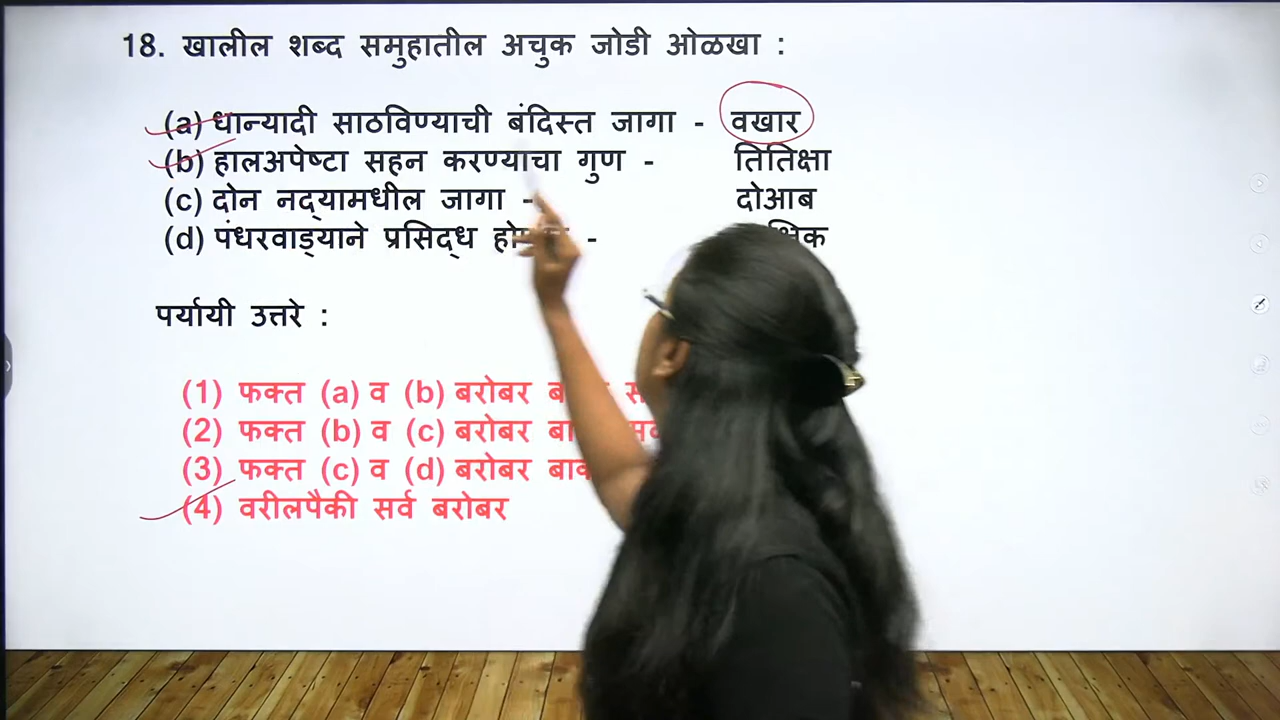 18. खालील शब्द समुहातील अचुक जोडी ओळखा :
(a) धान्यादी साठविण्याची बंदिस्त जागा - वखार
(b) हालअपेष्टा सहन करण्याचा गुण - तितिक्षा
(c) दोन नद्यामधील जागा - दोआब
(d) पंधरवाड्याने प्रसिद्ध -
पर्यायी उत्तरे :
(1) फक्त (a) व (b) बरोबर
(2) फक्त (b) व (c) बरोबर
(3) फक्त (c) व (d) बरोबर
(4) वरीलपैकी सर्व बरोबर